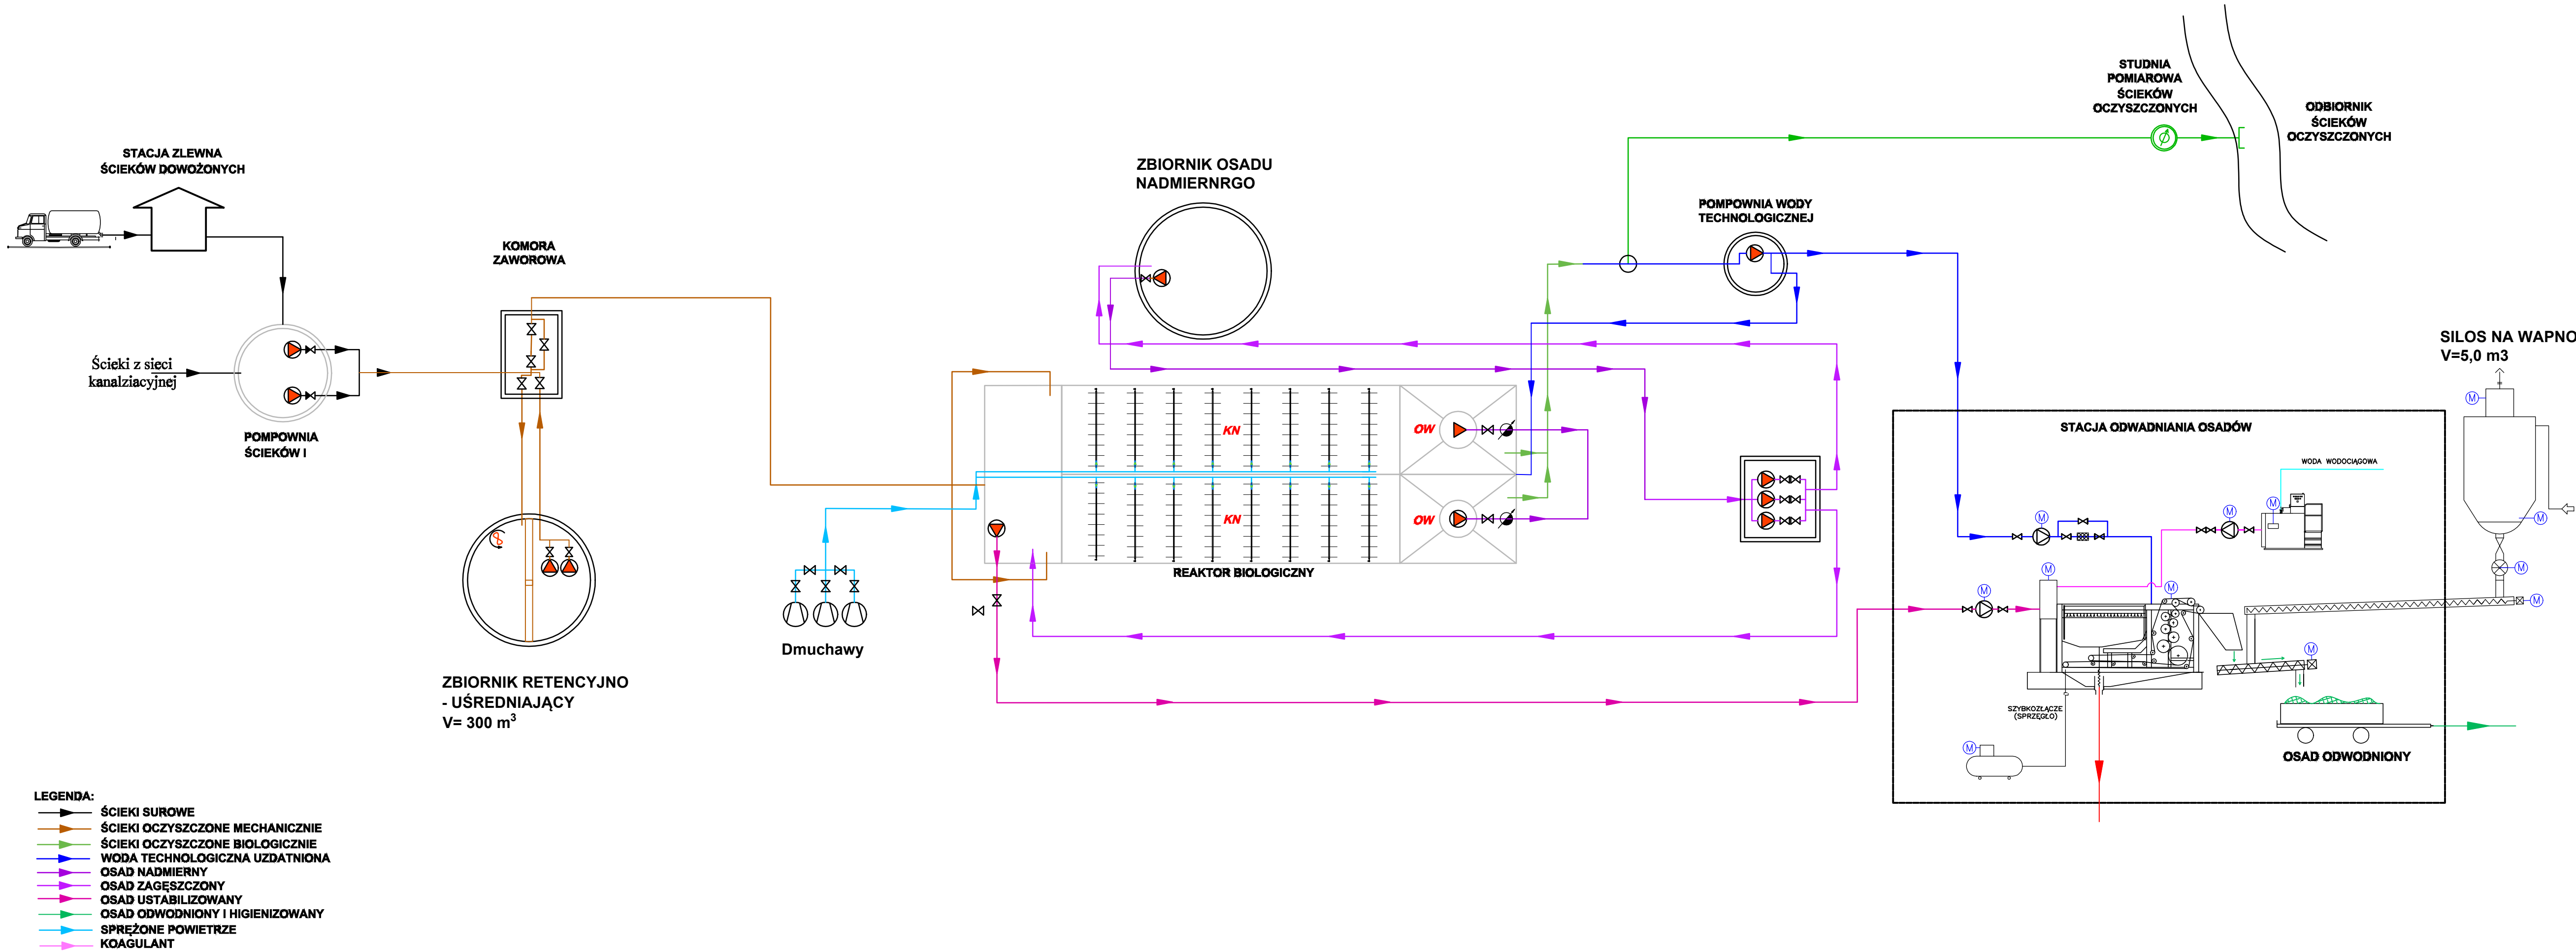 STUDNIA
POMIAROWA
ŚCIEKÓW
OCZYSZCZONYCH
ODBIORNIK
ŚCIEKÓW
OCZYSZCZONYCH
STACJA ZLEWNA
ŚCIEKÓW DOWOŻONYCH
ZBIORNIK OSADU
NADMIERNRGO
POMPOWNIA WODY
TECHNOLOGICZNEJ
KOMORA
ZAWOROWA
SILOS NA WAPNO
V=5,0 m3
Ścieki z sieci
kanalziacyjnej
POMPOWNIA
ŚCIEKÓW I
KN
OW
KN
OW
REAKTOR BIOLOGICZNY
STACJA ODWADNIANIA OSADÓW
WODA WODOCIĄGOWA
M
M
M
M
M
M
M
M
M
M
M
M
Dmuchawy
ZBIORNIK RETENCYJNO
- UŚREDNIAJĄCY
V= 300 m³
SZYBKOZŁĄCZE
(SPRZĘGŁO)
OSAD ODWODNIONY
LEGENDA:
ŚCIEKI SUROWE
ŚCIEKI OCZYSZCZONE MECHANICZNIE
ŚCIEKI OCZYSZCZONE BIOLOGICZNIE
WODA TECHNOLOGICZNA UZDATNIONA
OSAD NADMIERNY
OSAD ZAGĘSZCZONY
OSAD USTABILIZOWANY
OSAD ODWODNIONY I HIGIENIZOWANY
SPRĘŻONE POWIETRZE
KOAGULANT